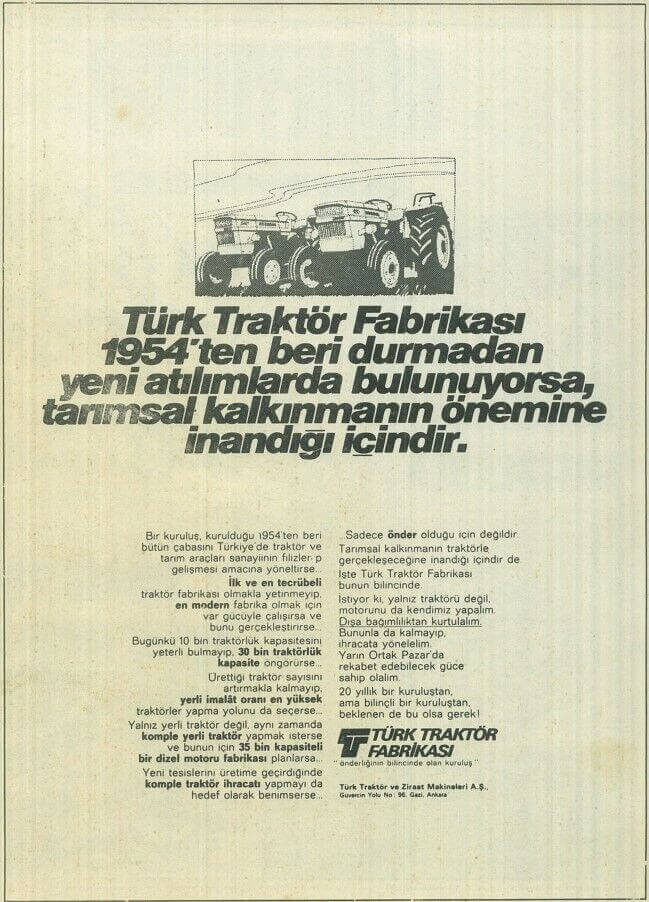 Türk Traktör Fabrikası
1954'ten beri durmadan
yeni atılımlarda bulunuyorsa,
tarımsal kalkınmanın önemine
inandığı içindir.
Bir kuruluş, kurulduğu 1954'ten beri
bütün çabasını Türkiye'de traktör ve
tarım araçları sanayiinin filizlerip
gelişmesi amacına yöneltirse...
İlk ve en tecrübeli
traktör fabrikası olmakla yetinmeyip,
en modern fabrika olmak için
var gücüyle çalışırsa ve
bunu gerçekleştirirse...
Bugünkü 10 bin traktörlük kapasitesini
yeterli bulmayıp, 30 bin traktörlük
kapasite öngörürse...
Ürettiği traktör sayısını
artırmakla kalmayıp,
yerli imalât oranı en yüksek
traktörler yapma yolunu da seçerse...
Yalnız yerli traktör değil, aynı zamanda
komple yerli traktör yapmak isterse
ve bunun için 35 bin kapasiteli
bir dizel motoru fabrikası planlarsa...
Yeni tesislerini üretime geçirdiğinde
komple traktör ihracatı yapmayı da
hedef olarak benimserse...
...Sadece önder olduğu için değildir.
Tarımsal kalkınmanın traktörle
gerçekleşeceğine inandığı içindir de.
İşte Türk Traktör Fabrikası
bunun bilincinde.
İstiyor ki, yalnız traktörü değil,
motorunu da kendimiz yapalım.
Dışa bağımlılıktan kurtulalım.
Bununla da kalmayıp,
ihracata yönelelim.
Yarın Ortak Pazar'da
rekabet edebilecek güce
sahip olalım.
20 yıllık bir kuruluştan,
ama bilinçli bir kuruluştan,
beklenen de bu olsa gerek!
TÜRK TRAKTÖR
FABRİKASI
"önderliğinin bilincinde olan kuruluş"
Türk Traktör ve Ziraat Makineleri A.Ş.,
Güvercin Yolu No: 96, Gazi, Ankara